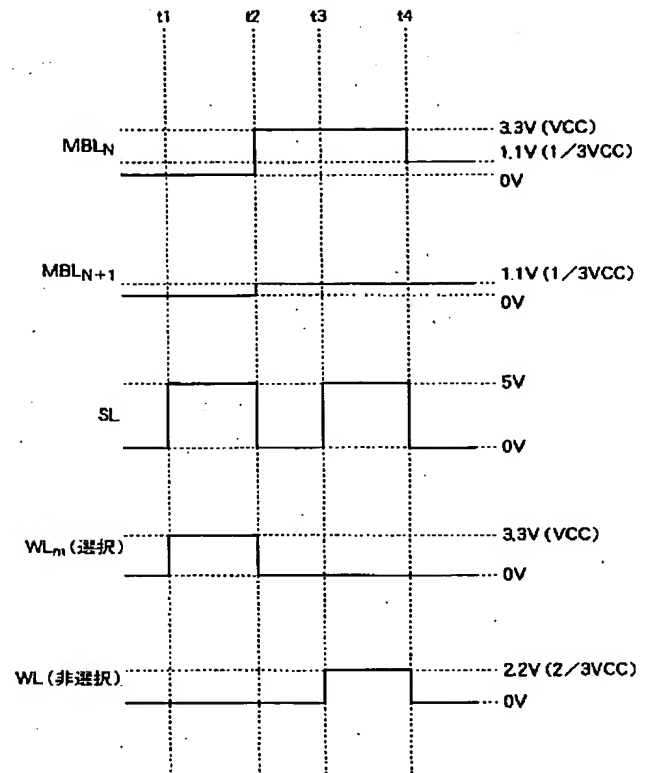 t1 t2 t3 t4
MBLN
3.3V (VCC)
1.1V (1/3VCC)
0V
MBLN+1
1.1V (1/3VCC)
0V
SL
5V
0V
WLm (選択)
3.3V (VCC)
0V
WL (非選択)
2.2V (2/3VCC)
0V